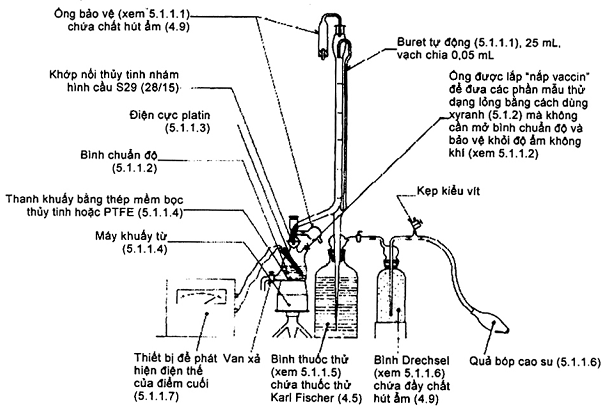 Ống bảo vệ (xem 5.1.1.1)
chứa chất hút ẩm (4.9)
Buret tự động (5.1.1.1), 25 mL,
vạch chia 0,05 mL
Khớp nối thủy tinh nhám
hình cầu S29 (28/15)
Ống được lắp "nắp vaccin"
để đưa các phần mẫu thử
dạng lỏng bằng cách dùng
xyranh (5.1.2) mà không
cần mở bình chuẩn độ và
bảo vệ khỏi độ ẩm không
khí (xem 5.1.1.2)
Điện cực platin
(5.1.1.3)
Bình chuẩn độ
(5.1.1.2)
Thanh khuấy bằng thép mềm bọc
thủy tinh hoặc PTFE (5.1.1.4)
Máy khuấy từ
(5.1.1.4)
Kẹp kiểu vít
Thiết bị để phát
hiện điện thế
của điểm cuối
(5.1.1.7)
Van xả
Bình thuốc thử
(xem 5.1.1.5)
chứa thuốc thử
Karl Fischer (4.5)
Bình Drechsel
(xem 5.1.1.6)
chứa đầy chất
hút ẩm (4.9)
Quả bóp cao su (5.1.1.6)